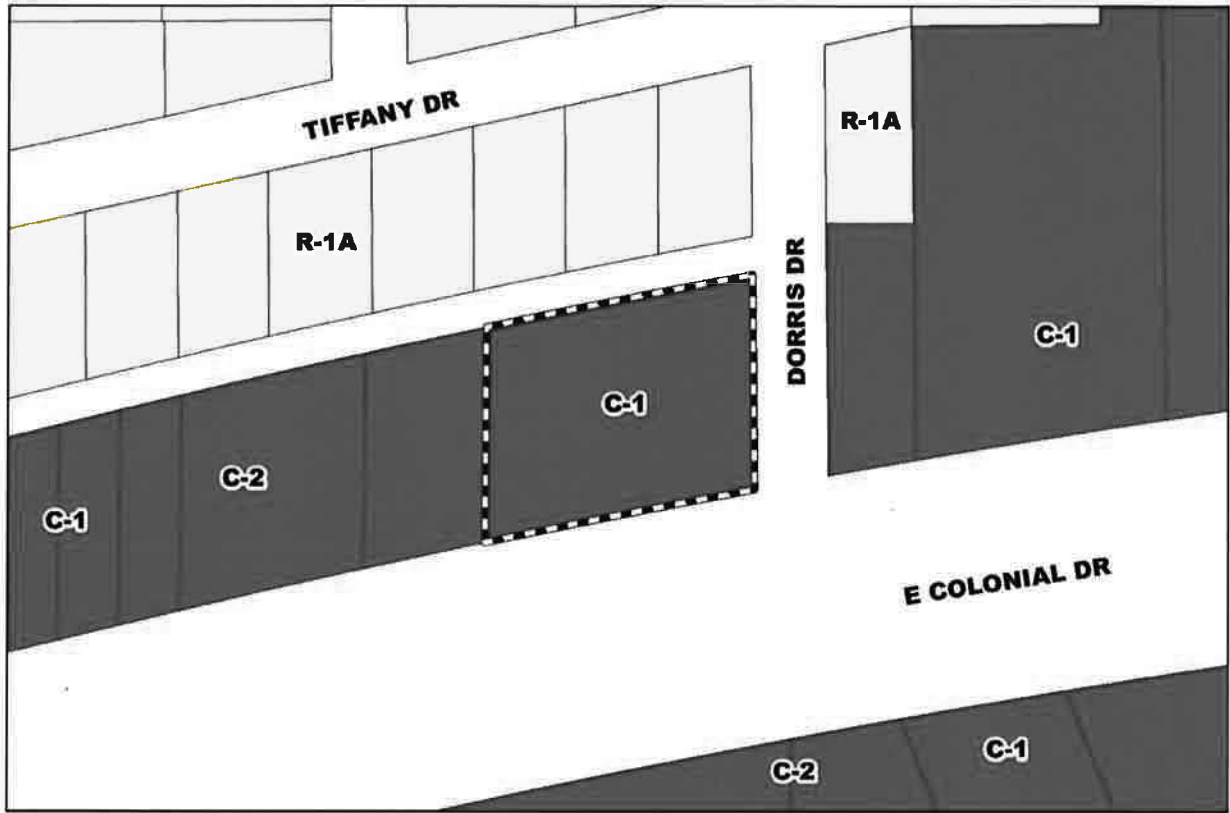 TIFFANY DR
R-1A
R-1A
DORRIS DR
C-1
C-1
C-2
C-1
E COLONIAL DR
C-1
C-2